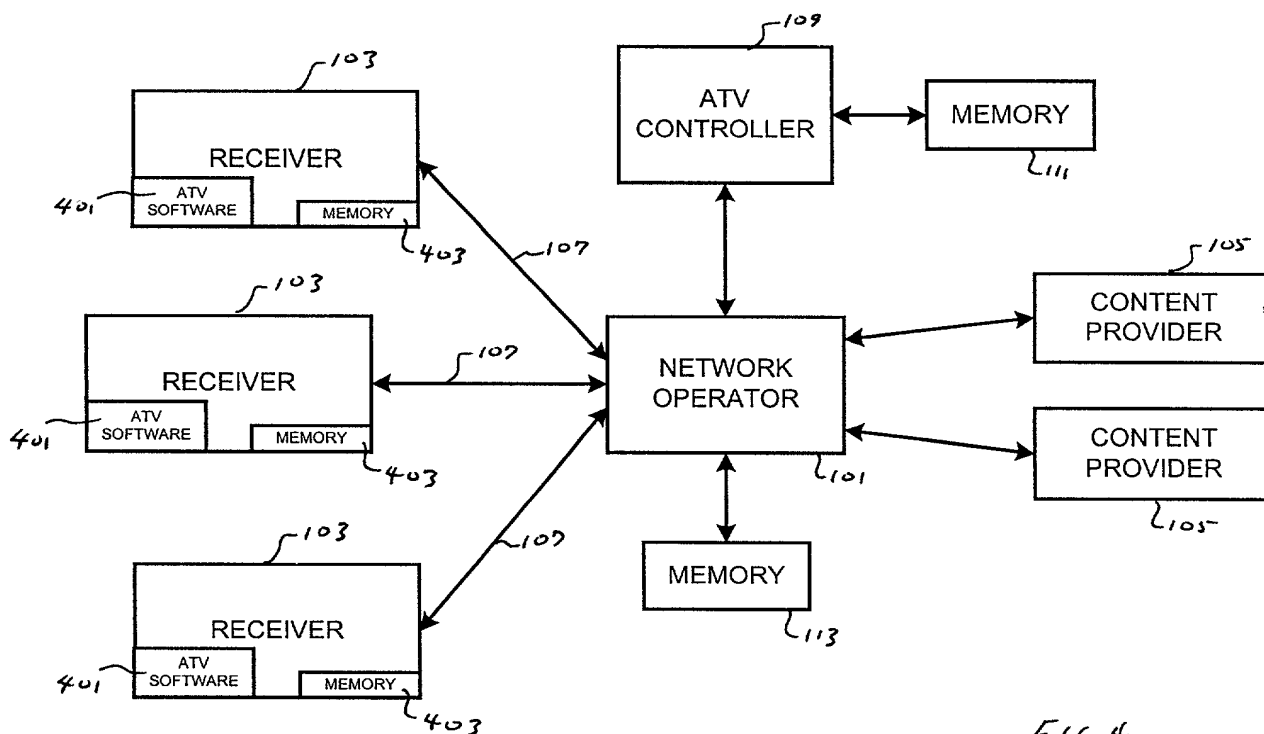 103
RECEIVER
401
ATV
SOFTWARE
MEMORY
403
107
103
RECEIVER
401
ATV
SOFTWARE
MEMORY
403
107
103
RECEIVER
401
ATV
SOFTWARE
MEMORY
403
107
109
ATV
CONTROLLER
MEMORY
111
NETWORK
OPERATOR
101
MEMORY
113
105
CONTENT
PROVIDER
CONTENT
PROVIDER
105